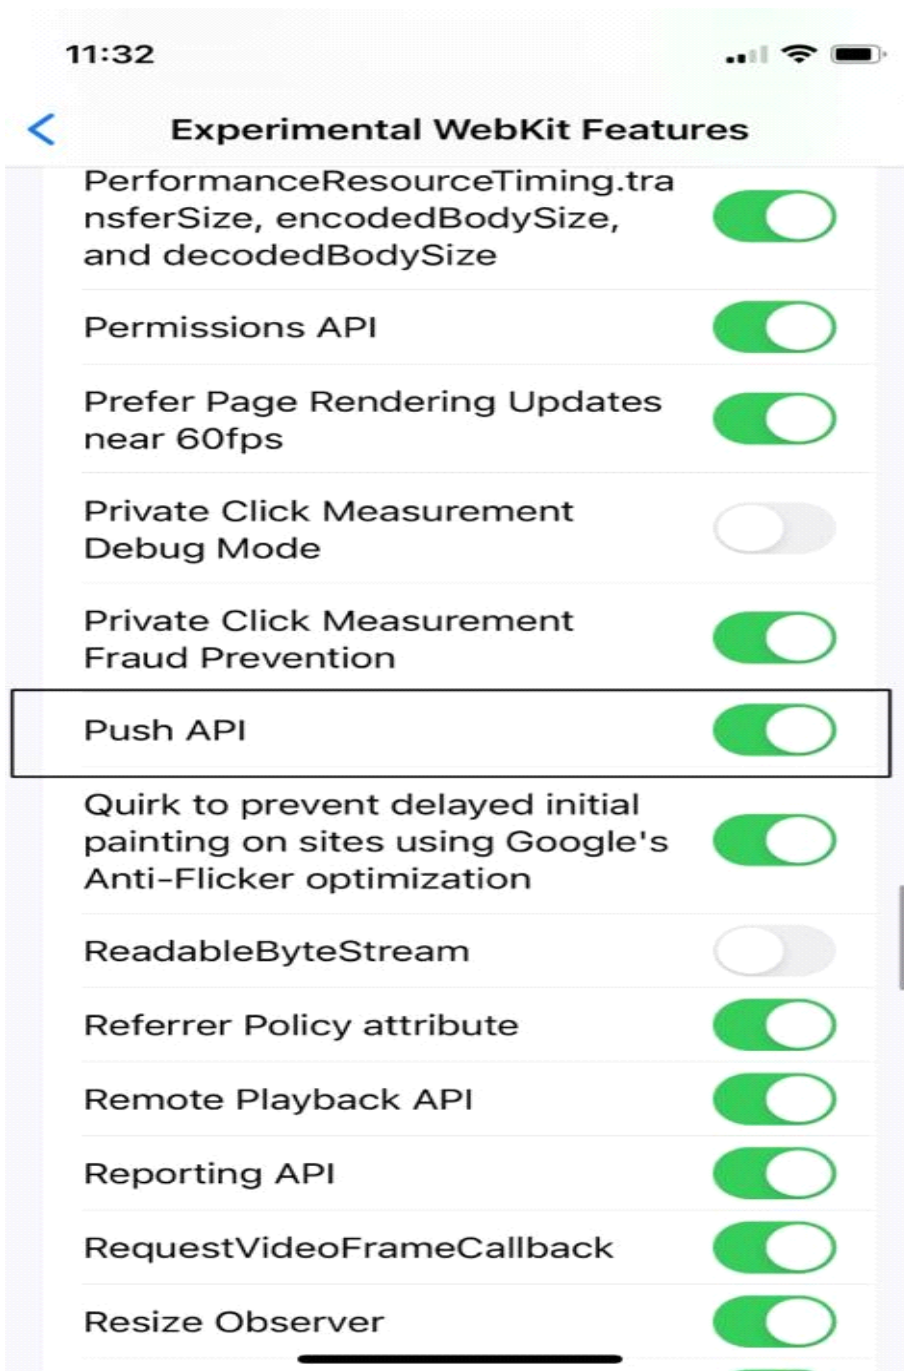 11:32
Experimental WebKit Features
PerformanceResourceTiming.tra
nsferSize, encodedBodySize,
and decodedBodySize
Permissions API
Prefer Page Rendering Updates
near 60fps
Private Click Measurement
Debug Mode
Private Click Measurement
Fraud Prevention
Push API
Quirk to prevent delayed initial
painting on sites using Google's
Anti-Flicker optimization
ReadableByteStream
Referrer Policy attribute
Remote Playback API
Reporting API
RequestVideoFrameCallback
Resize Observer